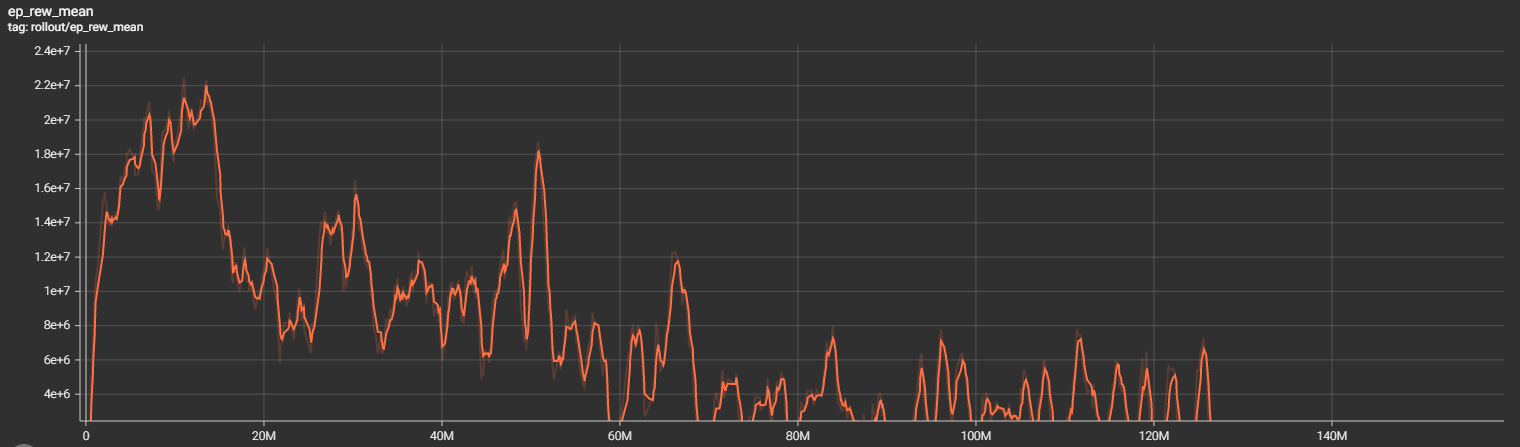 ep_rew_mean
tag: rollout/ep_rew_mean
2.4e+7
2.2e+7
2e+7
1.8e+7
1.6e+7
1.4e+7
1.2e+7
1e+7
8e+6
6e+6
4e+6
0 20M 40M 60M 80M 100M 120M 140M